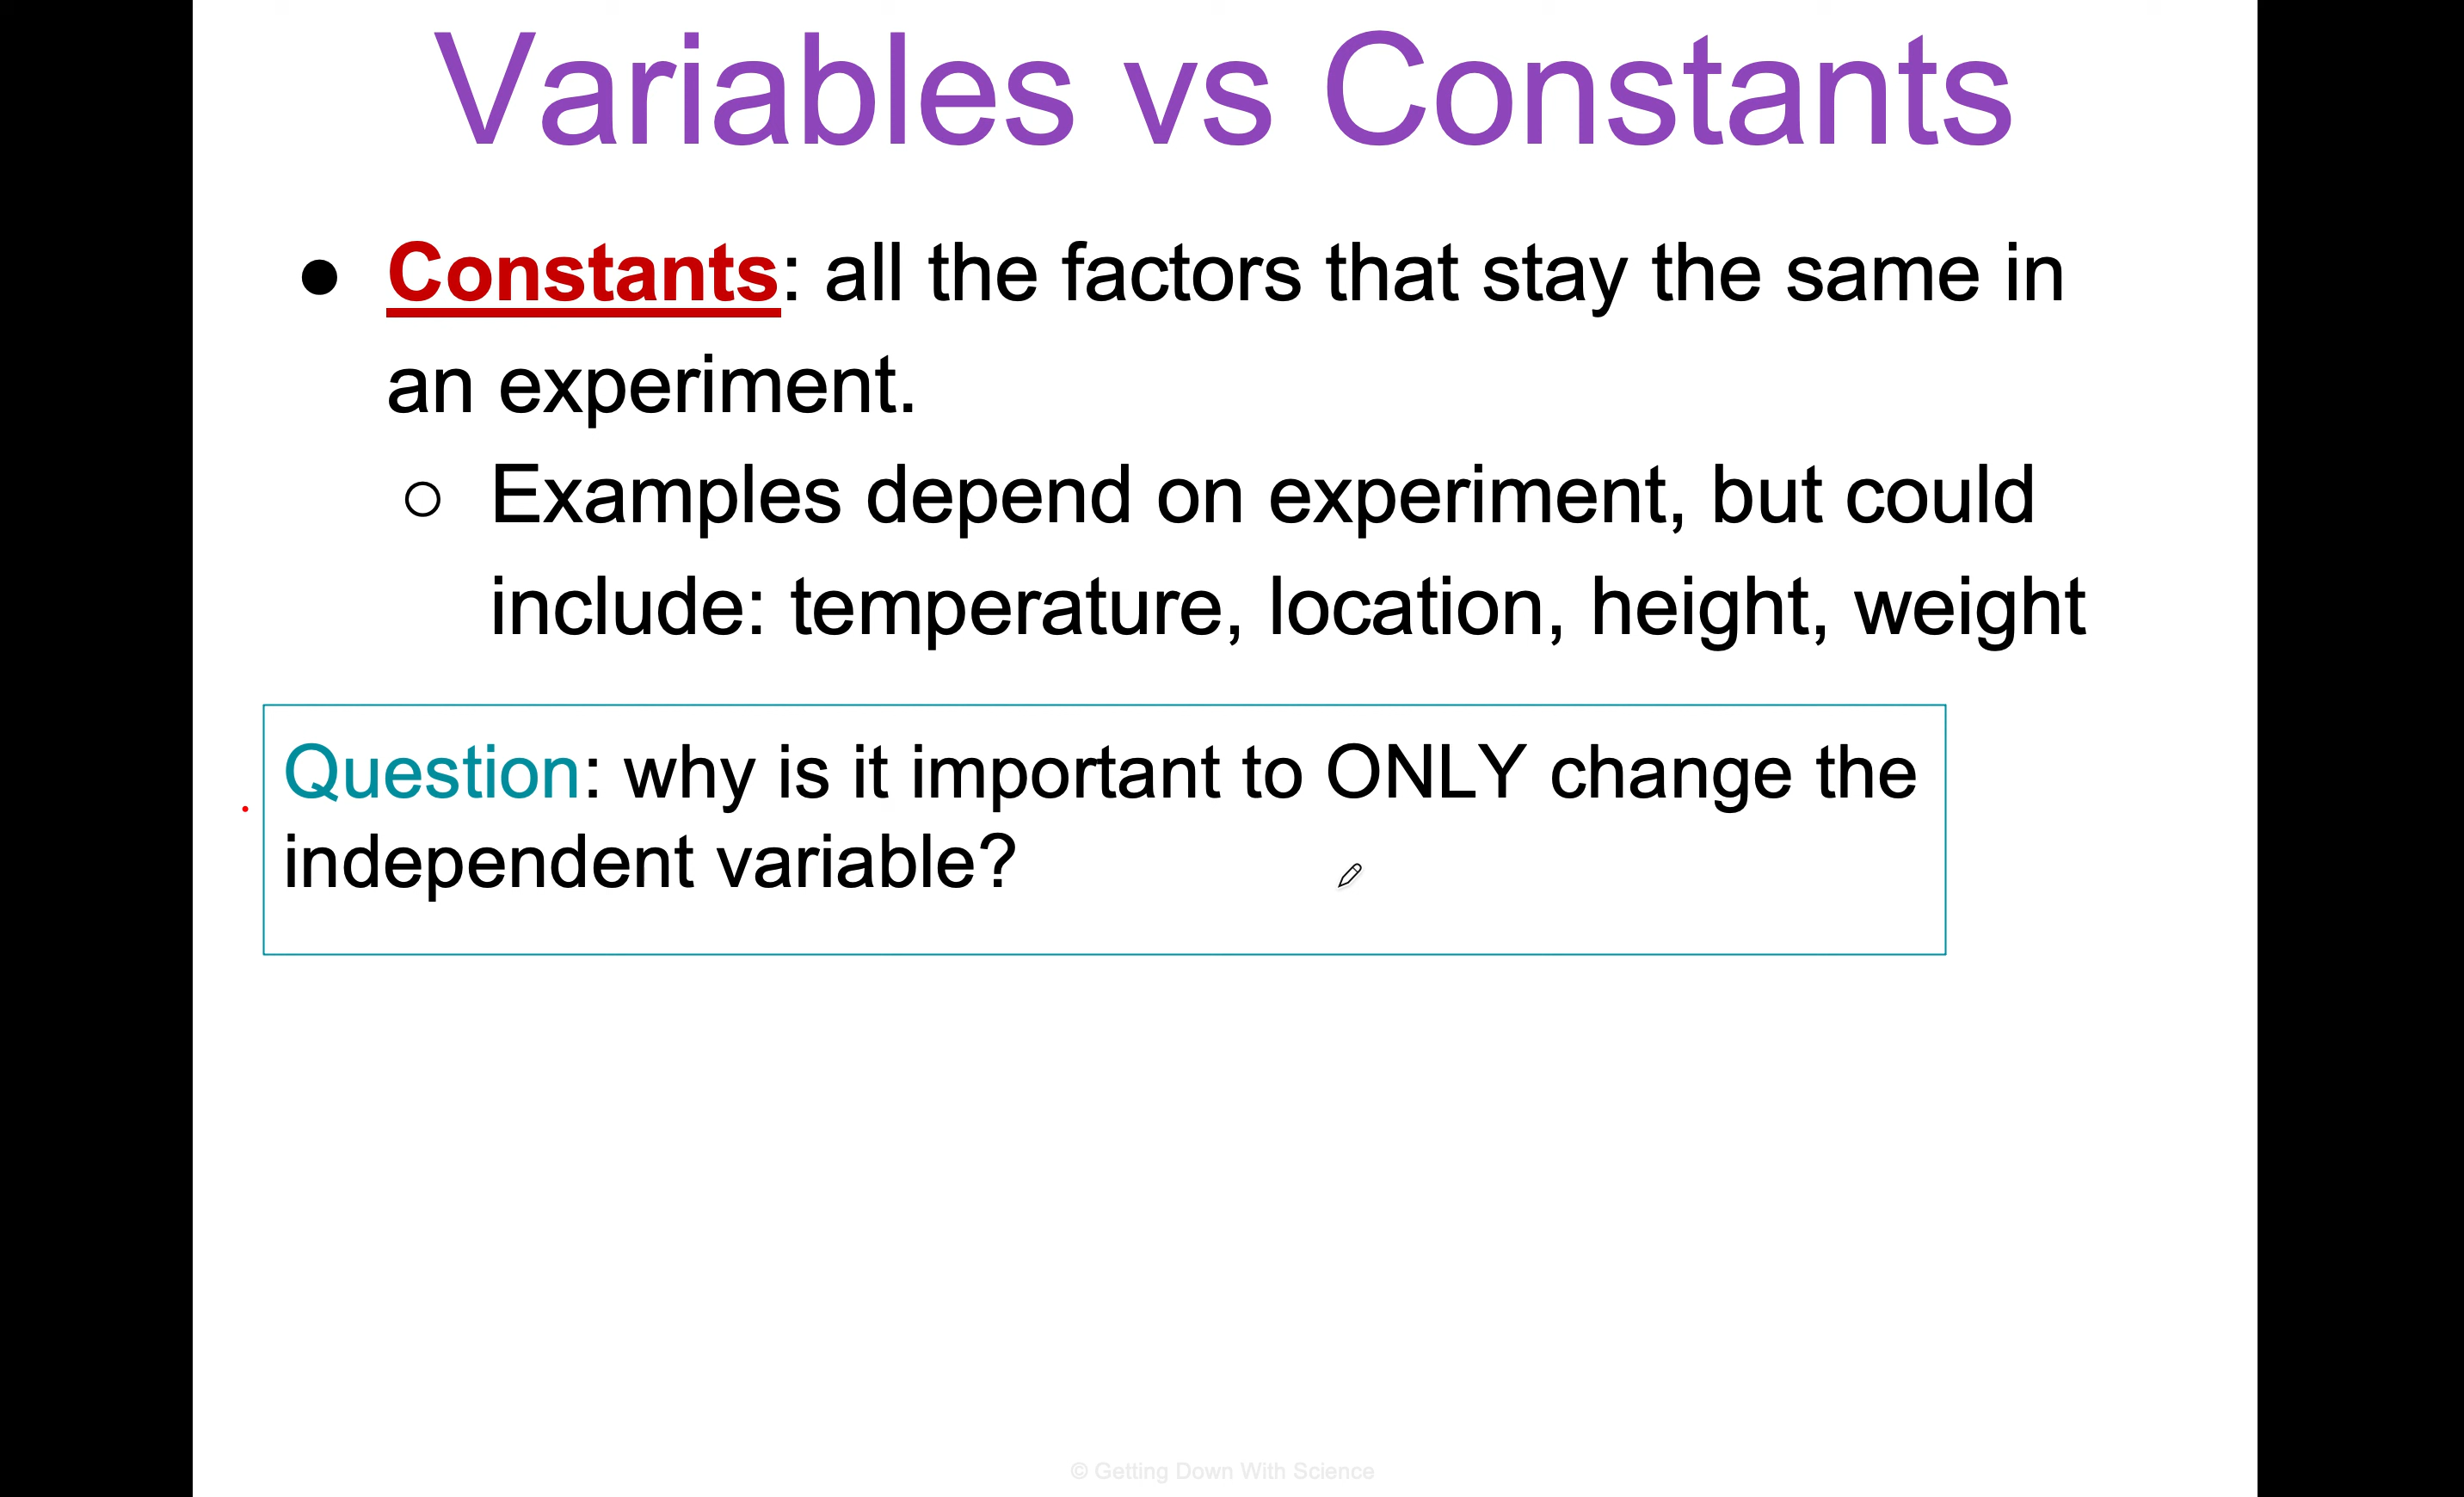 Variables vs Constants
● Constants: all the factors that stay the same in
an experiment.
○ Examples depend on experiment, but could
include: temperature, location, height, weight
Question: why is it important to ONLY change the
independent variable?
© Getting Down With Science